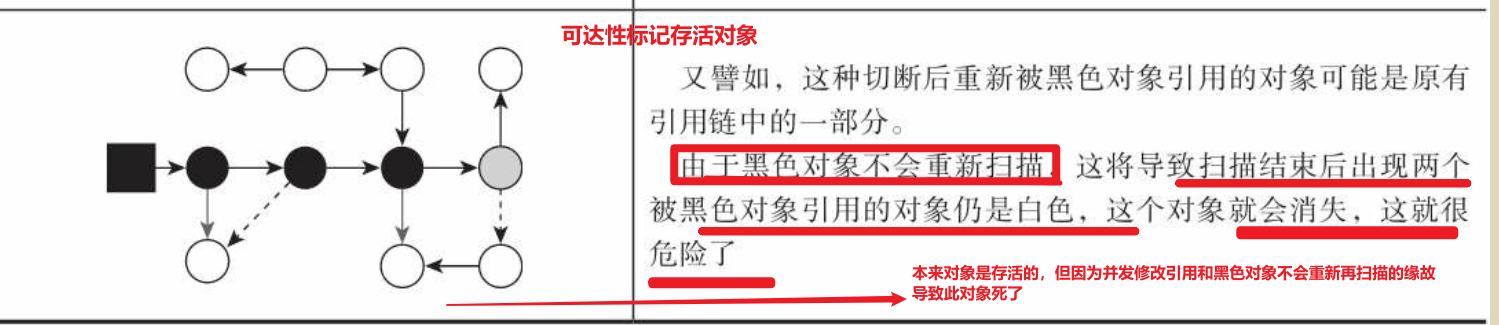 可达性标记存活对象
又譬如，这种切断后重新被黑色对象引用的对象可能是原有
引用链中的一部分。
由于黑色对象不会重新扫描，这将导致扫描结束后出现两个
被黑色对象引用的对象仍是白色，这个对象就会消失，这就很
危险了
本来对象是存活的，但因为并发修改引用和黑色对象不会重新再扫描的缘故
导致此对象死了